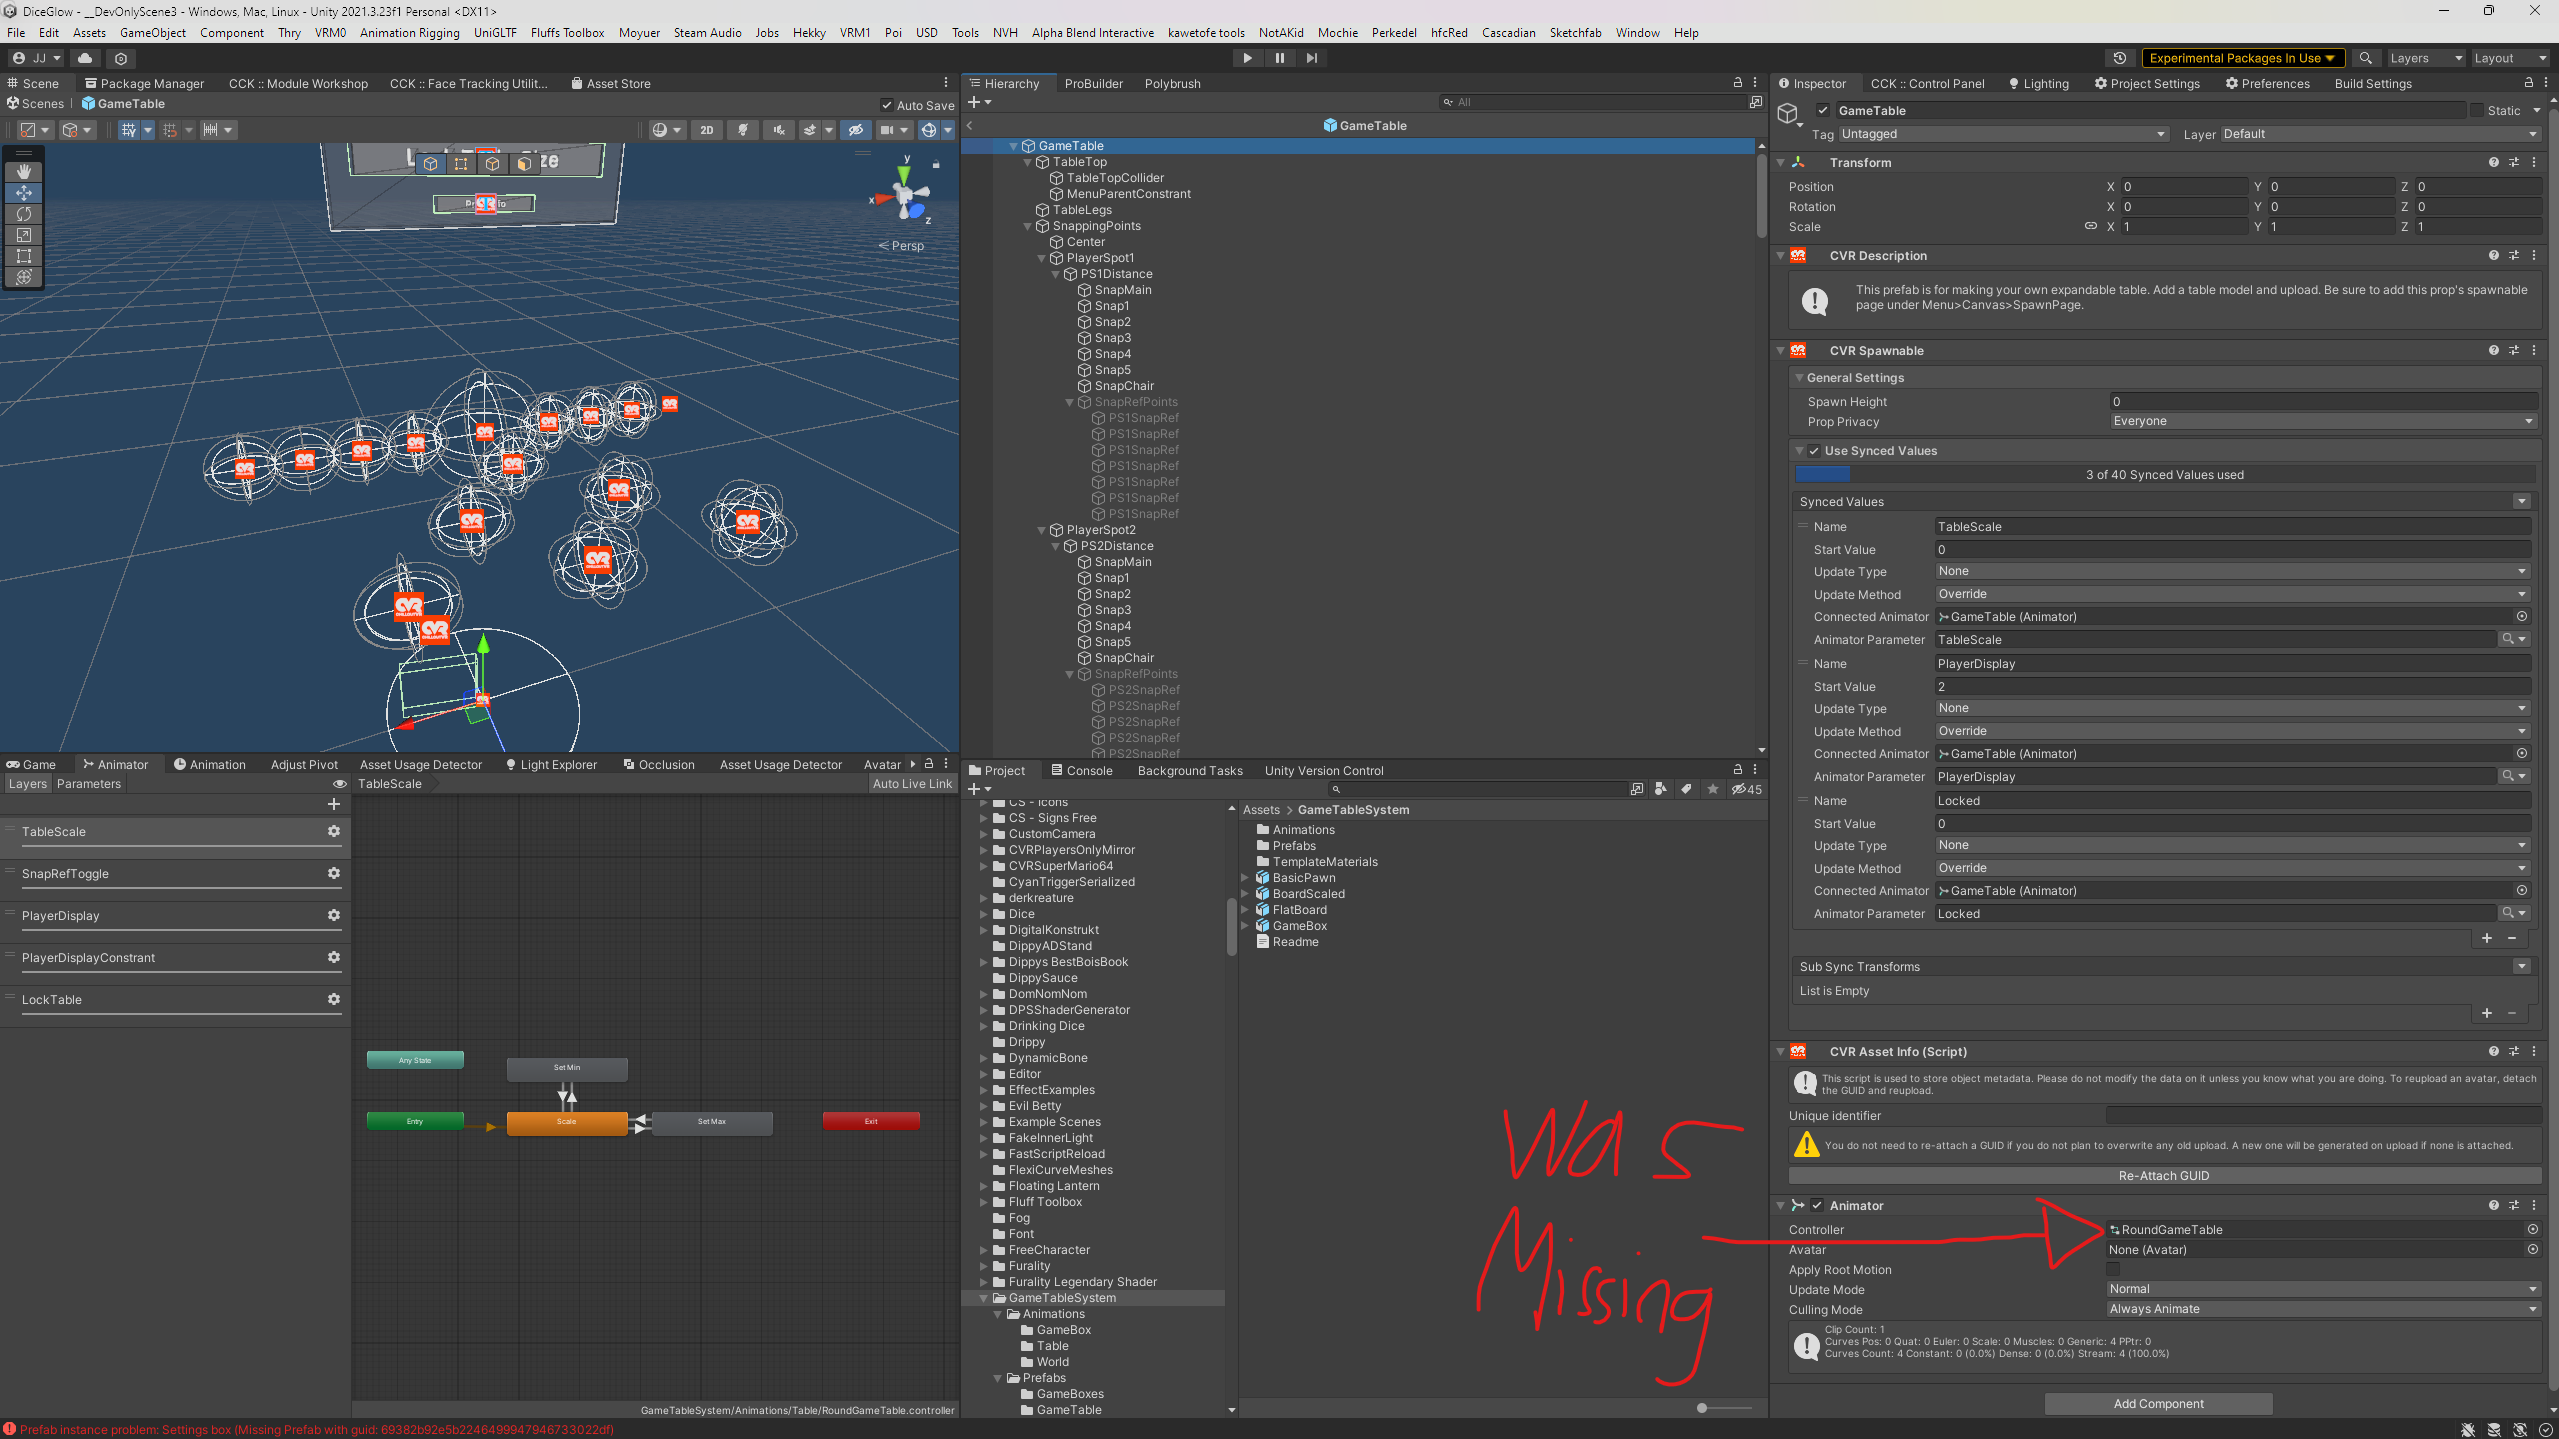 DiceGlow - __DevOnlyScene3 - Windows, Mac, Linux - Unity 2021.3.23f1 Personal <DX11>
File Edit Assets GameObject Component Thry VRM0 Animation Rigging UniGLTF Fluffs Toolbox Moyuer Steam Audio Jobs Hekky VRM1 Poi USD Tools NVH Alpha Blend Interactive kawetofe tools NotAKid Mochie Perkedel hfcRed Cascadian Sketchfab Window Help
JJ
Experimental Packages In Use
Layers
Layout
Scene Package Manager CCK :: Module Workshop CCK :: Face Tracking Utilit... Asset Store
Scenes GameTable
Auto Save
2D
y
x
z
Persp
Game Animator Animation Adjust Pivot Asset Usage Detector Light Explorer Occlusion Asset Usage Detector Avatar
Layers Parameters
TableScale
Auto Live Link
TableScale
SnapRefToggle
PlayerDisplay
PlayerDisplayConstrant
LockTable
Any State
Set Min
Entry
Scale
Set Max
Exit
GameTableSystem/Animations/Table/RoundGameTable.controller
Prefab instance problem: Settings box (Missing Prefab with guid: 69382b92e5b2246499947946733022df)
Hierarchy ProBuilder Polybrush
All
GameTable
GameTable
TableTop
TableTopCollider
MenuParentConstrant
TableLegs
SnappingPoints
Center
PlayerSpot1
PS1Distance
SnapMain
Snap1
Snap2
Snap3
Snap4
Snap5
SnapChair
SnapRefPoints
PS1SnapRef
PS1SnapRef
PS1SnapRef
PS1SnapRef
PS1SnapRef
PS1SnapRef
PS1SnapRef
PlayerSpot2
PS2Distance
SnapMain
Snap1
Snap2
Snap3
Snap4
Snap5
SnapChair
SnapRefPoints
PS2SnapRef
PS2SnapRef
PS2SnapRef
PS2SnapRef
PS2SnapRef
Project Console Background Tasks Unity Version Control
45
CS - Icons
CS - Signs Free
CustomCamera
CVRPlayersOnlyMirror
CVRSuperMario64
CyanTriggerSerialized
derkreature
Dice
DigitalKonstrukt
DippyADStand
Dippys BestBoisBook
DippySauce
DomNomNom
DPSShaderGenerator
Drinking Dice
Drippy
DynamicBone
Editor
EffectExamples
Evil Betty
Example Scenes
FakeInnerLight
FastScriptReload
FlexiCurveMeshes
Floating Lantern
Fluff Toolbox
Fog
Font
FreeCharacter
Furality
Furality Legendary Shader
GameTableSystem
Animations
GameBox
Table
World
Prefabs
GameBoxes
GameTable
Assets > GameTableSystem
Animations
Prefabs
TemplateMaterials
BasicPawn
BoardScaled
FlatBoard
GameBox
Readme
was
Missing
Inspector CCK :: Control Panel Lighting Project Settings Preferences Build Settings
GameTable
Static
Tag Untagged Layer Default
Transform
Position X 0 Y 0 Z 0
Rotation X 0 Y 0 Z 0
Scale X 1 Y 1 Z 1
CVR Description
This prefab is for making your own expandable table. Add a table model and upload. Be sure to add this prop's spawnable
page under Menu>Canvas>SpawnPage.
CVR Spawnable
General Settings
Spawn Height 0
Prop Privacy Everyone
Use Synced Values
3 of 40 Synced Values used
Synced Values
Name TableScale
Start Value 0
Update Type None
Update Method Override
Connected Animator GameTable (Animator)
Animator Parameter TableScale
Name PlayerDisplay
Start Value 2
Update Type None
Update Method Override
Connected Animator GameTable (Animator)
Animator Parameter PlayerDisplay
Name Locked
Start Value 0
Update Type None
Update Method Override
Connected Animator GameTable (Animator)
Animator Parameter Locked
Sub Sync Transforms
List is Empty
CVR Asset Info (Script)
This script is used to store object metadata. Please do not modify the data on it unless you know what you are doing. To reupload an avatar, detach
the GUID and reupload.
Unique identifier
You do not need to re-attach a GUID if you do not plan to overwrite any old upload. A new one will be generated on upload if none is attached.
Re-Attach GUID
Animator
Controller RoundGameTable
Avatar None (Avatar)
Apply Root Motion
Update Mode Normal
Culling Mode Always Animate
Clip Count: 1
Curves Pos: 0 Quat: 0 Euler: 0 Scale: 0 Muscles: 0 Generic: 4 PPtr: 0
Curves Count: 4 Constant: 0 (0.0%) Dense: 0 (0.0%) Stream: 4 (100.0%)
Add Component